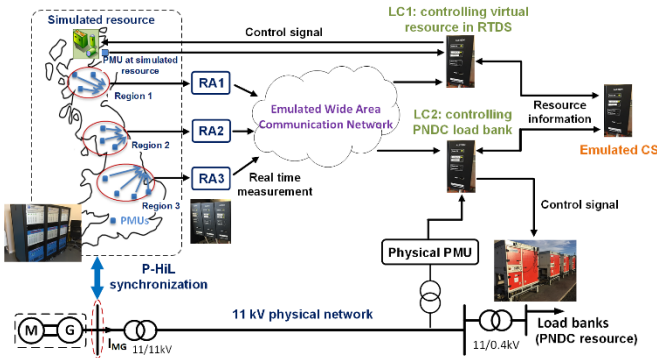 Simulated resource
Control signal
LC1: controlling virtual
resource in RTDS
PMU at simulated
resource
Region 1
RA1
Emulated Wide Area
Communication Network
Resource
information
LC2: controlling
PNDC load bank
Region 2
RA2
Emulated CS
RA3
Real time
measurement
Region 3
PMUs
Control signal
Physical PMU
P-HiL
synchronization
11 kV physical network
M
G
IMG
11/11kV
11/0.4kV
Load banks
(PNDC resource)